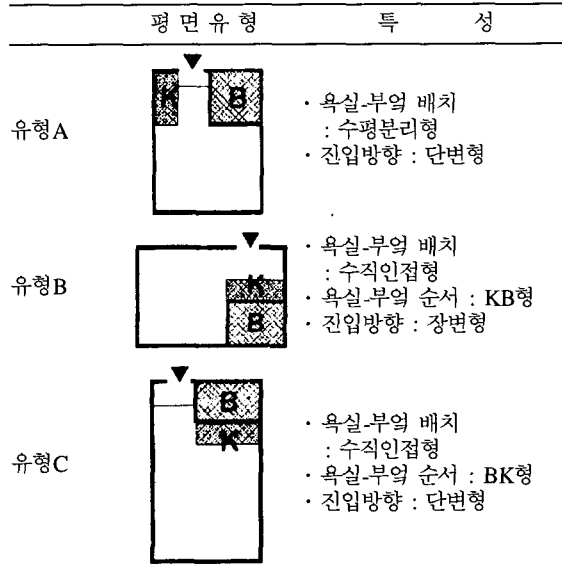 평 면 유 형 특 성
유형A
K B
· 욕실-부엌 배치
: 수평분리형
· 진입방향 : 단변형
유형B
K
B
· 욕실-부엌 배치
: 수직인접형
· 욕실-부엌 순서 : KB형
· 진입방향 : 장변형
유형C
B
K
· 욕실-부엌 배치
: 수직인접형
· 욕실-부엌 순서 : BK형
· 진입방향 : 단변형